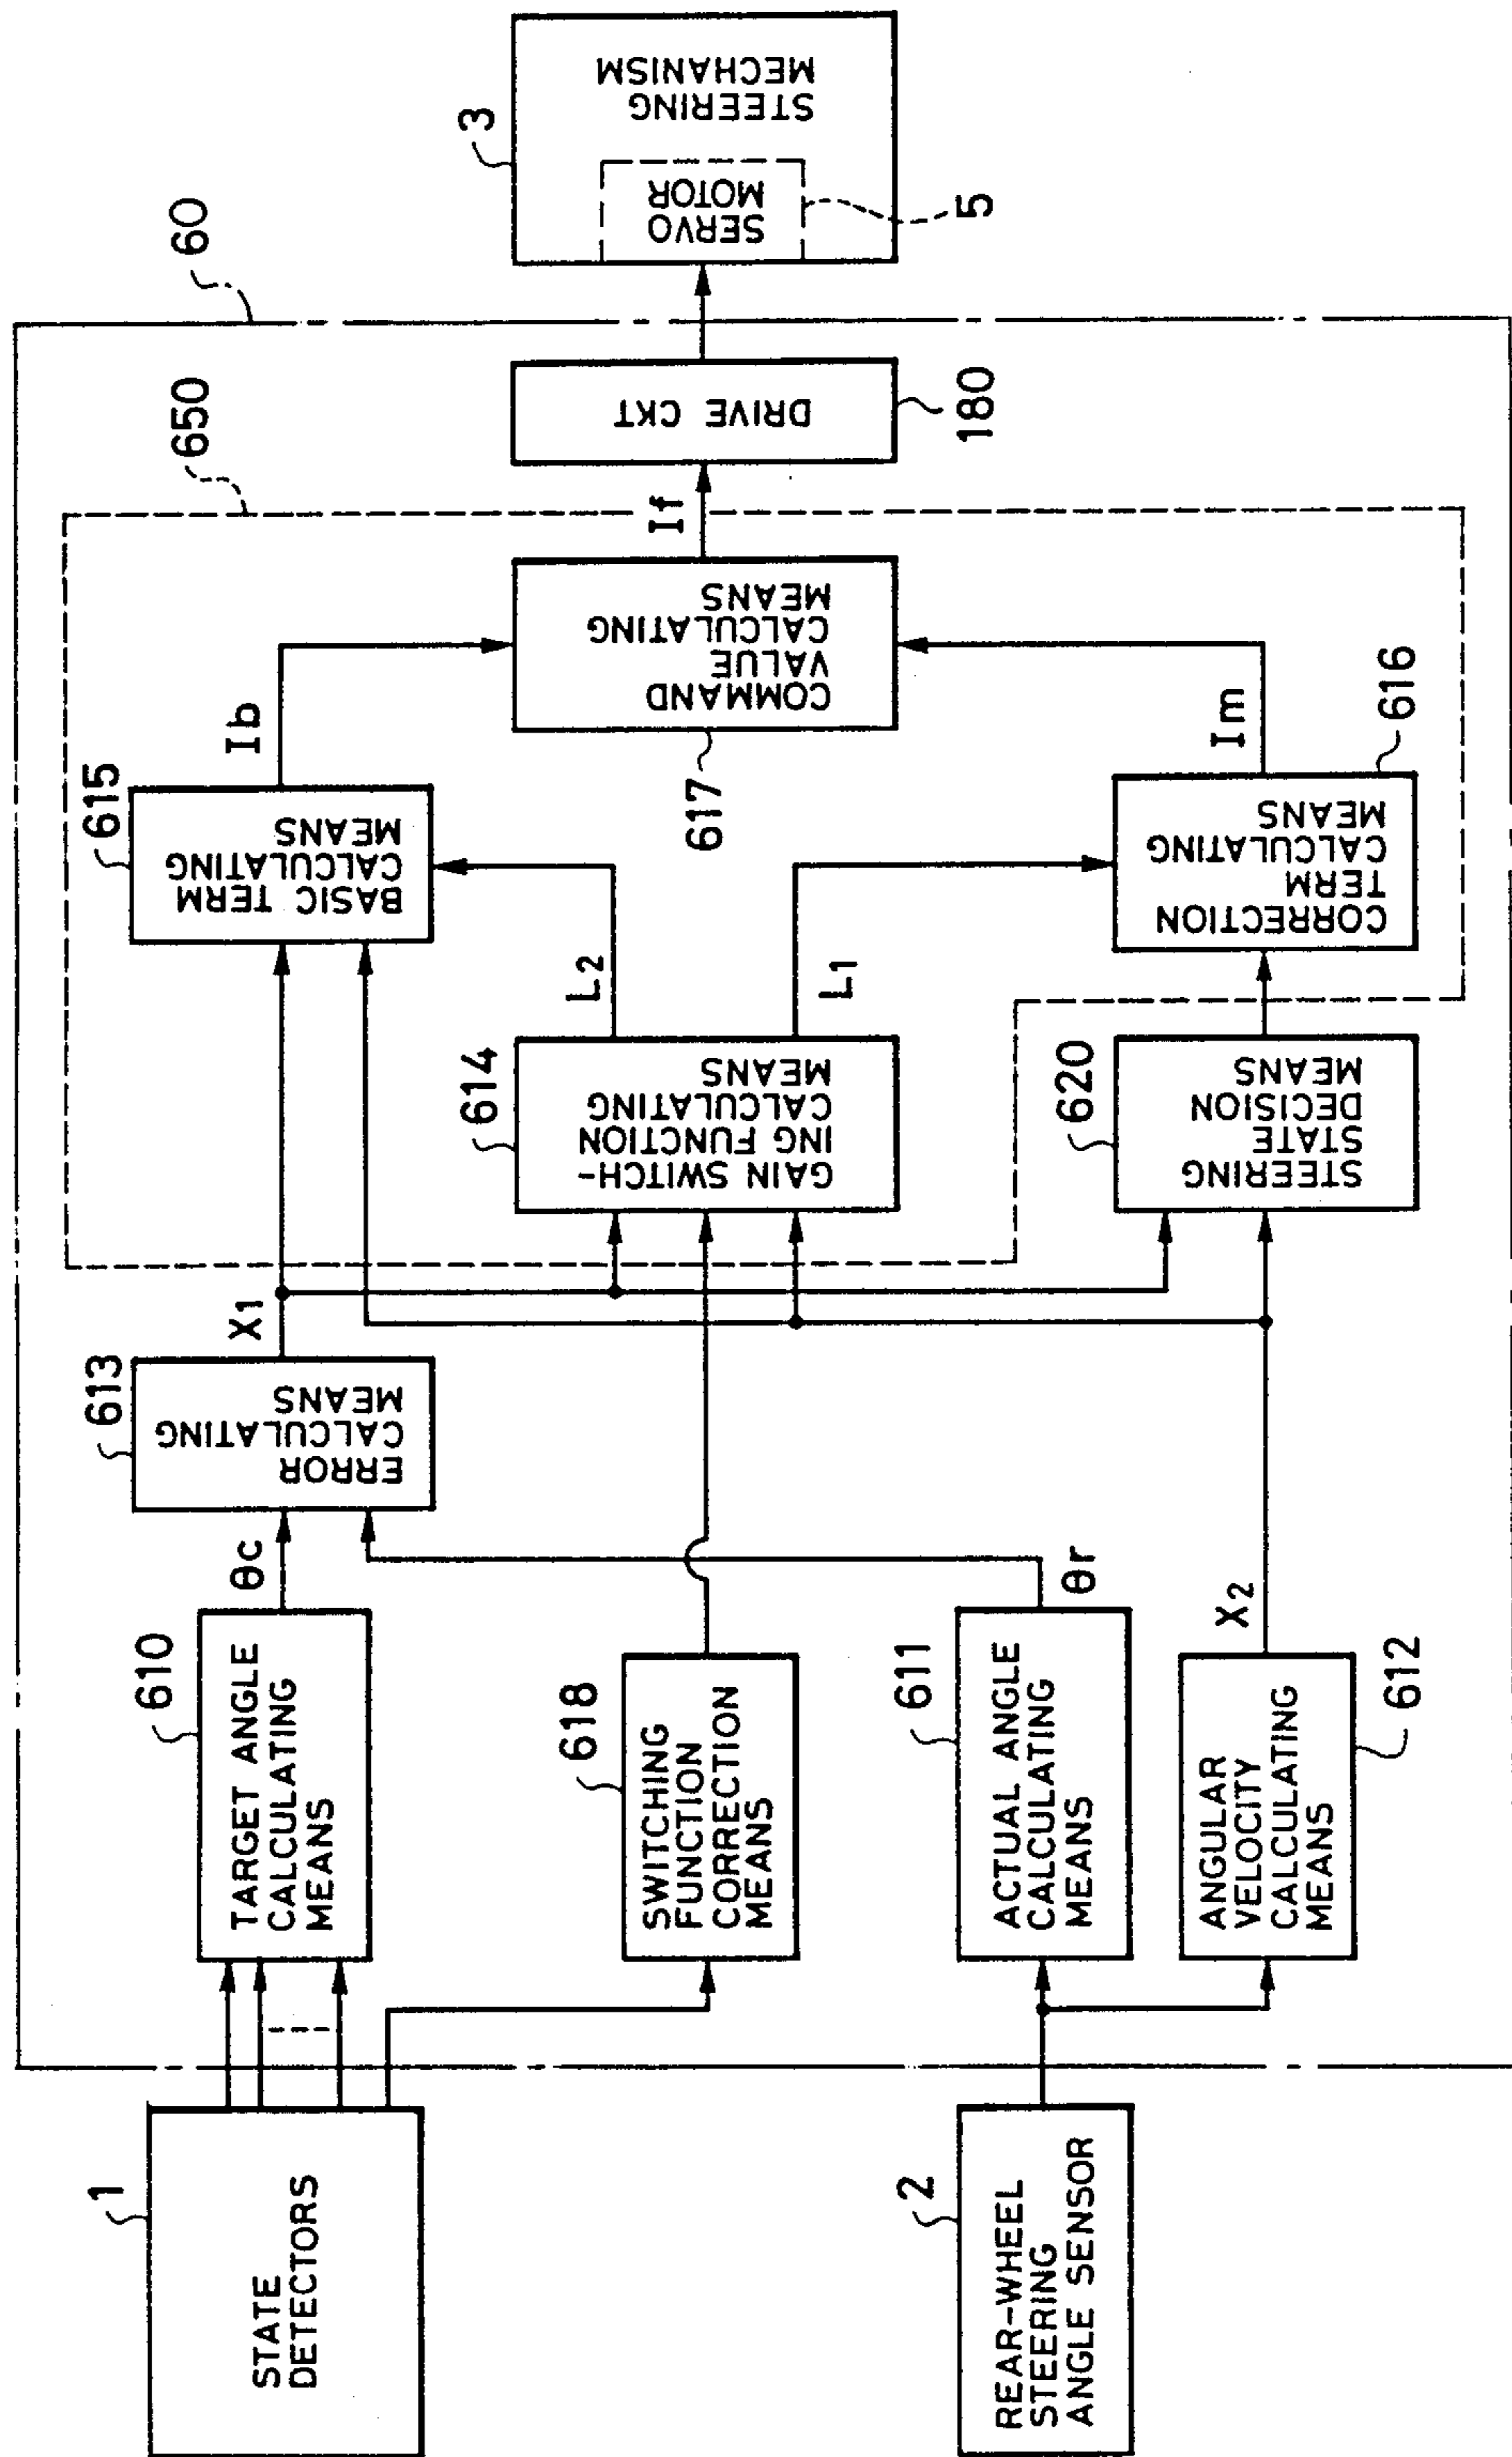 1
STATE
DETECTORS
2
REAR-WHEEL
STEERING
ANGLE SENSOR
60
610
TARGET ANGLE
CALCULATING
MEANS
θc
618
SWITCHING
FUNCTION
CORRECTION
MEANS
611
ACTUAL ANGLE
CALCULATING
MEANS
θr
612
ANGULAR
VELOCITY
CALCULATING
MEANS
X2
613
ERROR
CALCULATING
MEANS
X1
650
614
GAIN SWITCH-
ING FUNCTION
CALCULATING
MEANS
L2
L1
620
STEERING
STATE
DECISION
MEANS
615
BASIC TERM
CALCULATING
MEANS
Ib
616
CORRECTION
TERM
CALCULATING
MEANS
Im
617
COMMAND
VALUE
CALCULATING
MEANS
If
180
DRIVE CKT
3
STEERING
MECHANISM
5
SERVO
MOTOR